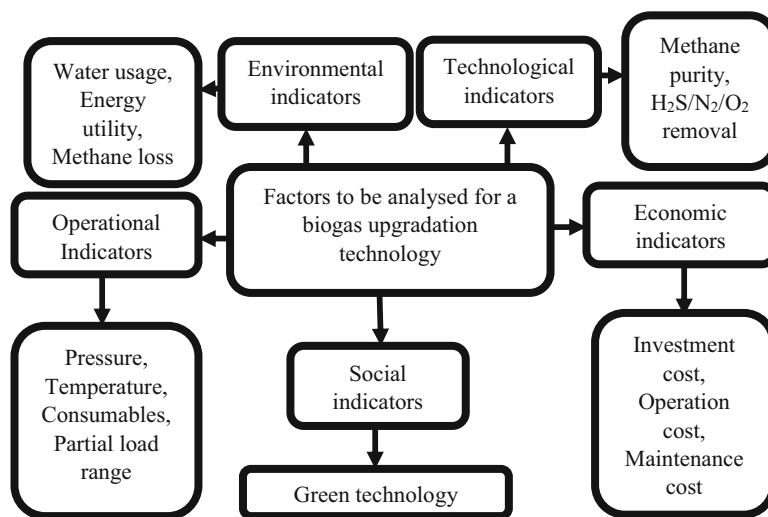 Water usage,
Energy
utility,
Methane loss
Environmental
indicators
Technological
indicators
Methane
purity,
H₂S/N₂/O₂
removal
Operational
Indicators
Factors to be analysed for a
biogas upgradation
technology
Economic
indicators
Pressure,
Temperature,
Consumables,
Partial load
range
Social
indicators
Green technology
Investment
cost,
Operation
cost,
Maintenance
cost